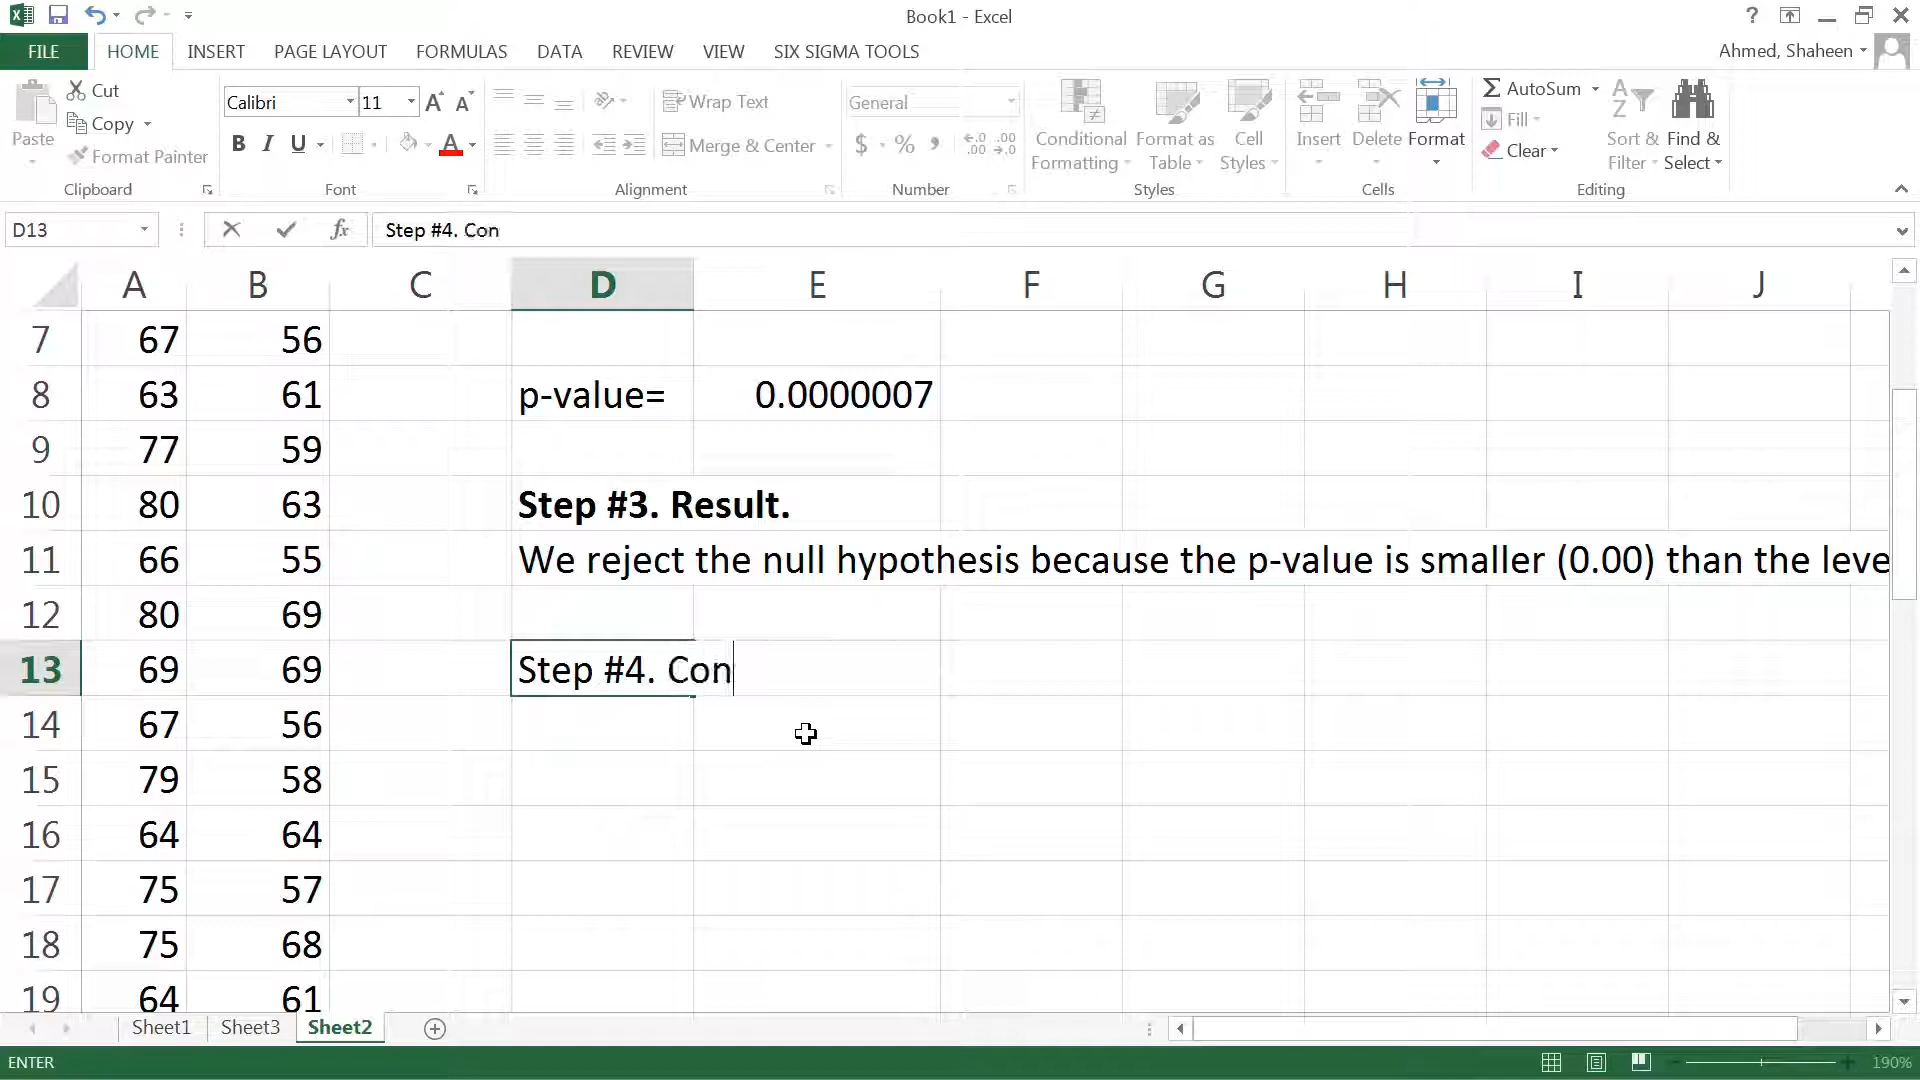 Book1 - Excel
?
FILE HOME INSERT PAGE LAYOUT FORMULAS DATA REVIEW VIEW SIX SIGMA TOOLS
Ahmed, Shaheen
Paste
Cut
Copy
Format Painter
Clipboard
Calibri 11 A A
B I U A
Font
Wrap Text
Merge & Center
Alignment
General
$ % , .0 .00 .00 .0
Number
Conditional Formatting
Format as Table
Cell Styles
Styles
Insert Delete Format
Cells
AutoSum
Fill
Clear
Sort & Filter
Find & Select
Editing
D13 fx Step #4. Con
A B C D E F G H I J
7 67 56
8 63 61 p-value= 0.0000007
9 77 59
10 80 63 Step #3. Result.
11 66 55 We reject the null hypothesis because the p-value is smaller (0.00) than the leve
12 80 69
13 69 69 Step #4. Con
14 67 56
15 79 58
16 64 64
17 75 57
18 75 68
19 64 61
Sheet1 Sheet3 Sheet2
ENTER 190%